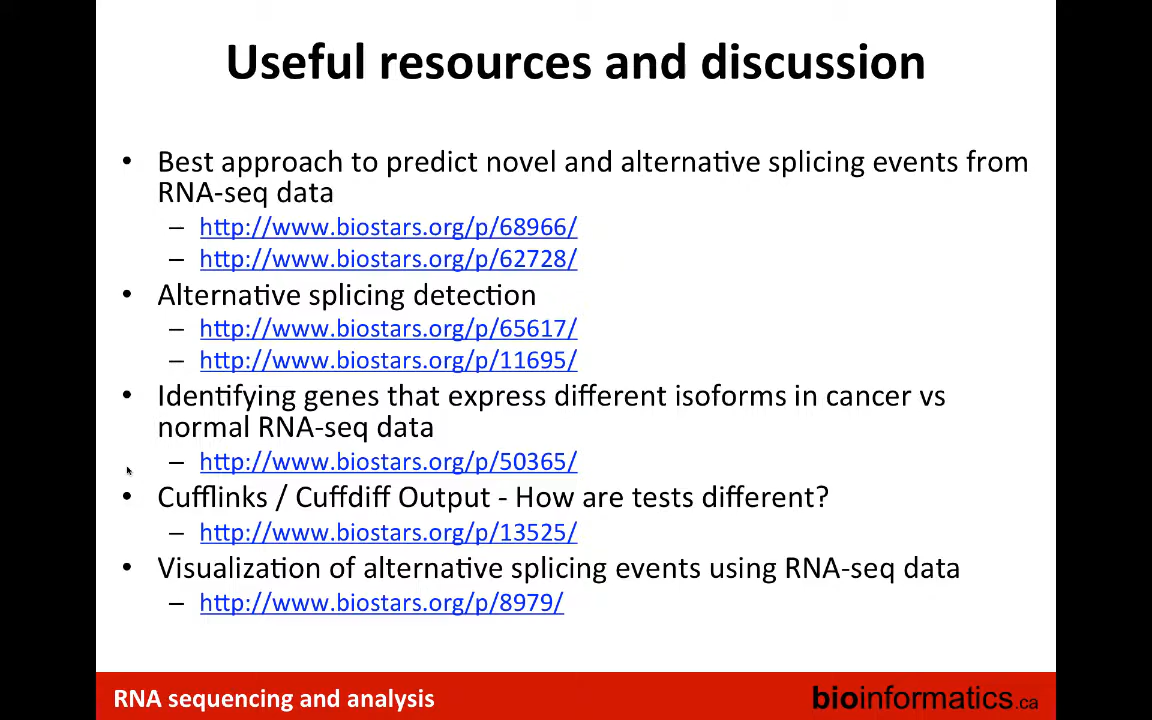 Useful resources and discussion
• Best approach to predict novel and alternative splicing events from
RNA-seq data
– http://www.biostars.org/p/68966/
– http://www.biostars.org/p/62728/
• Alternative splicing detection
– http://www.biostars.org/p/65617/
– http://www.biostars.org/p/11695/
• Identifying genes that express different isoforms in cancer vs
normal RNA-seq data
– http://www.biostars.org/p/50365/
• Cufflinks / Cuffdiff Output - How are tests different?
– http://www.biostars.org/p/13525/
• Visualization of alternative splicing events using RNA-seq data
– http://www.biostars.org/p/8979/
RNA sequencing and analysis
bioinformatics.ca